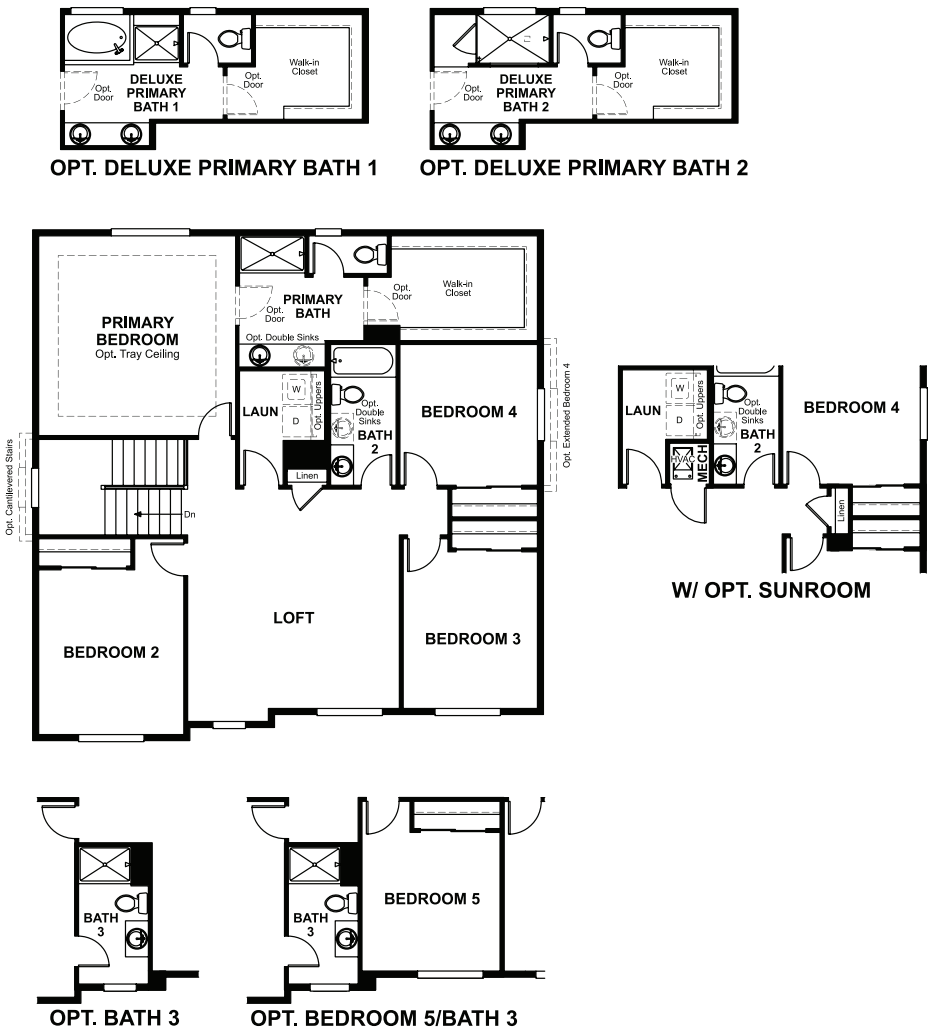 Opt.
Door
DELUXE
PRIMARY
BATH 1
Opt.
Door
Walk-in
Closet
OPT. DELUXE PRIMARY BATH 1
Opt.
Door
DELUXE
PRIMARY
BATH 2
Opt.
Door
Walk-in
Closet
OPT. DELUXE PRIMARY BATH 2
PRIMARY
BEDROOM
Opt. Tray Ceiling
Opt.
Door
PRIMARY
BATH
Opt. Double Sinks
Opt.
Door
Walk-in
Closet
LAUN
W
D
Opt. Uppers
Opt.
Double
Sinks
BATH
2
BEDROOM 4
Opt. Extended Bedroom 4
Linen
Opt. Cantilevered Stairs
Dn
LOFT
BEDROOM 2
BEDROOM 3
LAUN
W
D
Opt. Uppers
Opt.
Double
Sinks
BATH
2
BEDROOM 4
HVAC
MECH
Linen
W/ OPT. SUNROOM
BATH
3
OPT. BATH 3
BATH
3
BEDROOM 5
OPT. BEDROOM 5/BATH 3